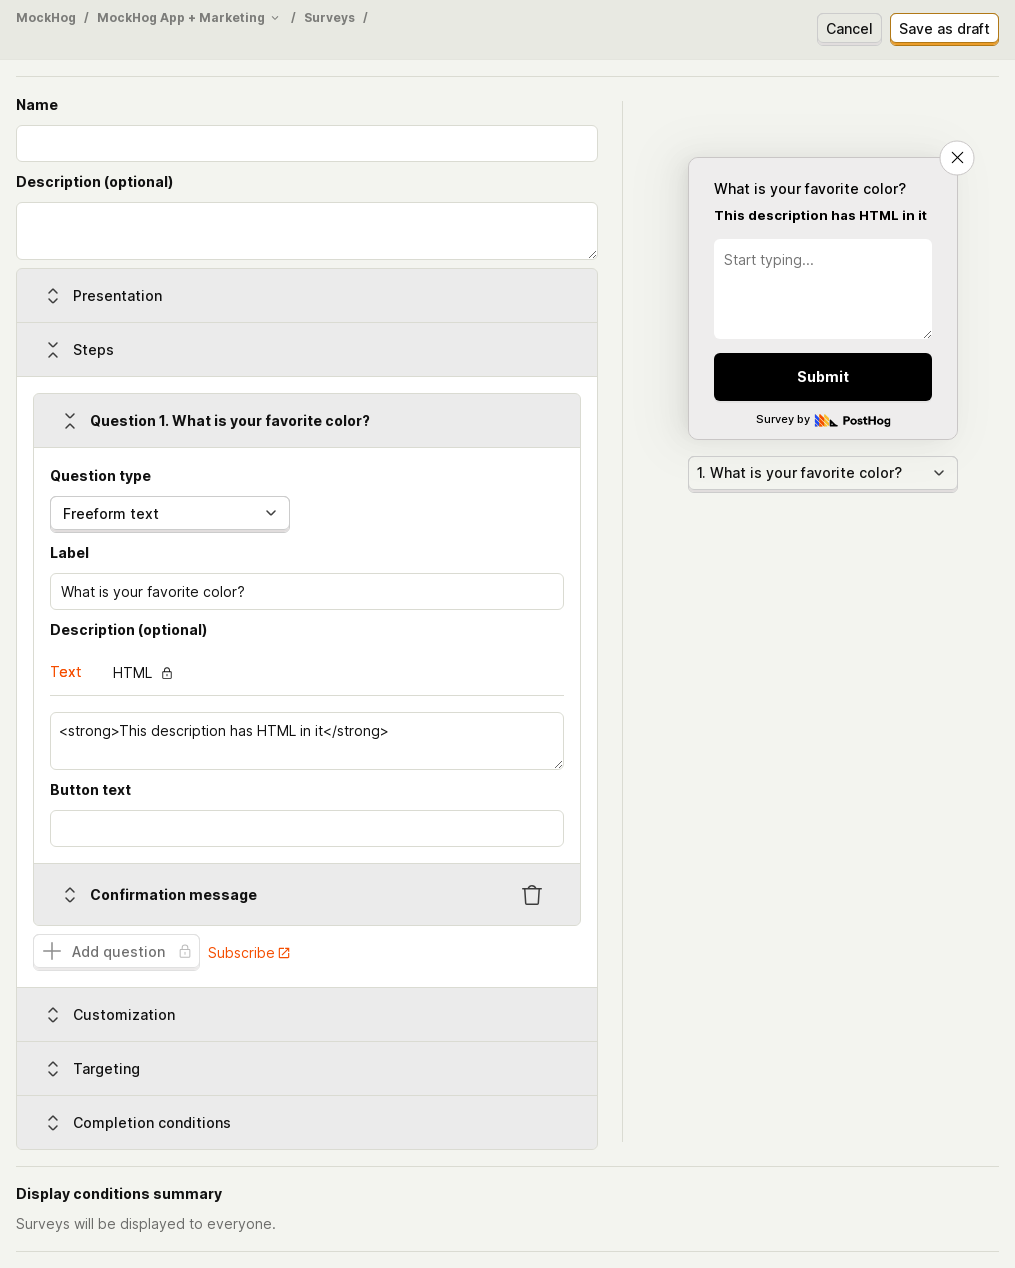 MockHog / MockHog App + Marketing / Surveys /
Cancel
Save as draft
Name
Description (optional)
Presentation
Steps
Question 1. What is your favorite color?
Question type
Freeform text
Label
What is your favorite color?
Description (optional)
Text
HTML
<strong>This description has HTML in it</strong>
Button text
Confirmation message
Add question
Subscribe
Customization
Targeting
Completion conditions
What is your favorite color?
This description has HTML in it
Start typing...
Submit
Survey by PostHog
1. What is your favorite color?
Display conditions summary
Surveys will be displayed to everyone.